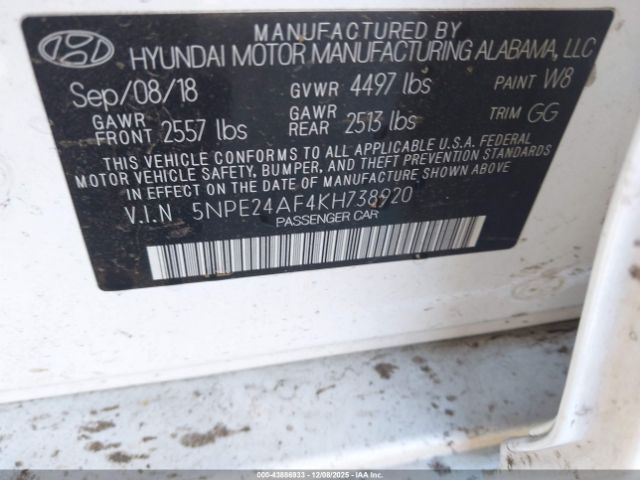 MANUFACTURED BY
HYUNDAI MOTOR MANUFACTURING ALABAMA, LLC
Sep/08/18 GVWR 4497 lbs PAINT W8
GAWR FRONT 2557 lbs GAWR REAR 2513 lbs TRIM GG
THIS VEHICLE CONFORMS TO ALL APPLICABLE U.S.A. FEDERAL
MOTOR VEHICLE SAFETY, BUMPER, AND THEFT PREVENTION STANDARDS
IN EFFECT ON THE DATE OF MANUFACTURE SHOWN ABOVE.
V.I.N 5NPE24AF4KH738920
PASSENGER CAR
000-43886933 - 12/08/2025 - IAA Inc.